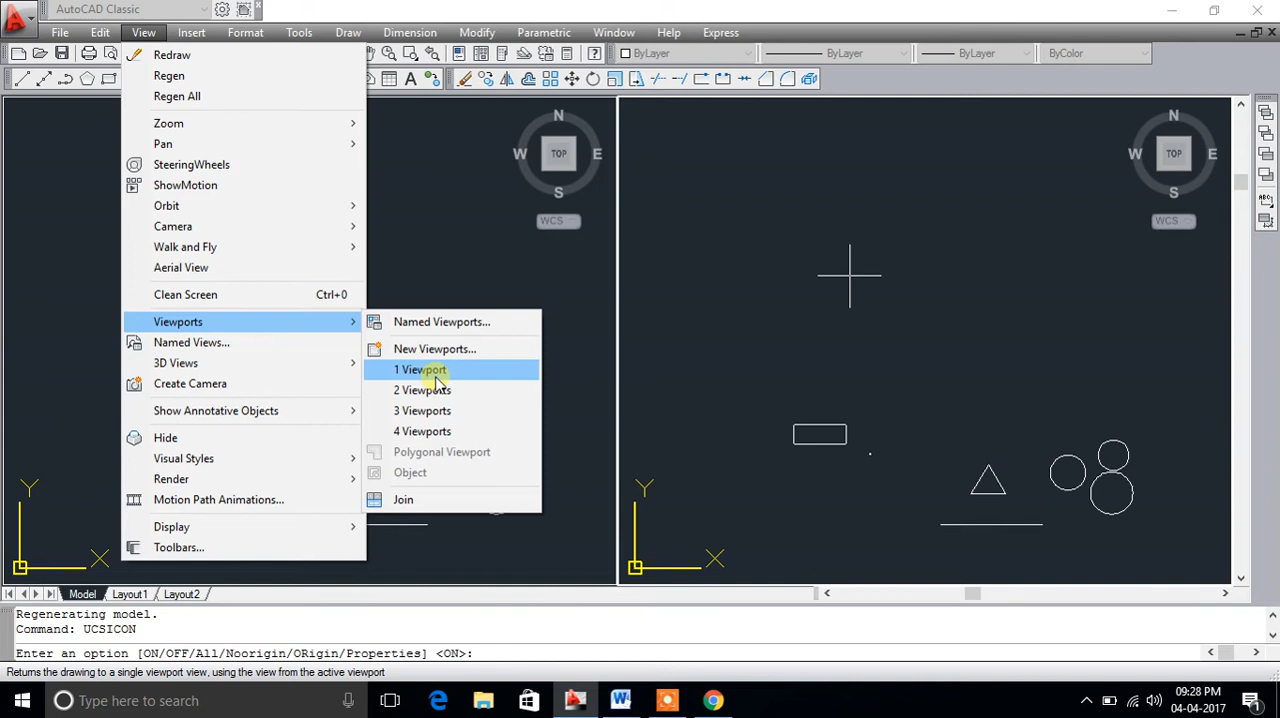 AutoCAD Classic
File Edit View Insert Format Tools Draw Dimension Modify Parametric Window Help Express
ByLayer ByLayer ByLayer ByColor
Redraw
Regen
Regen All
Zoom
Pan
SteeringWheels
ShowMotion
Orbit
Camera
Walk and Fly
Aerial View
Clean Screen Ctrl+0
Viewports
Named Views...
3D Views
Create Camera
Show Annotative Objects
Hide
Visual Styles
Render
Motion Path Animations...
Display
Toolbars...
Named Viewports...
New Viewports...
1 Viewport
2 Viewports
3 Viewports
4 Viewports
Polygonal Viewport
Object
Join
N
W TOP E
S
WCS
N
W TOP E
S
WCS
Y
X
Y
X
Model Layout1 Layout2
Regenerating model.
Command: UCSICON
Enter an option [ON/OFF/All/Noorigin/ORigin/Properties] <ON>:
Returns the drawing to a single viewport view, using the view from the active viewport
Type here to search
09:28 PM
04-04-2017